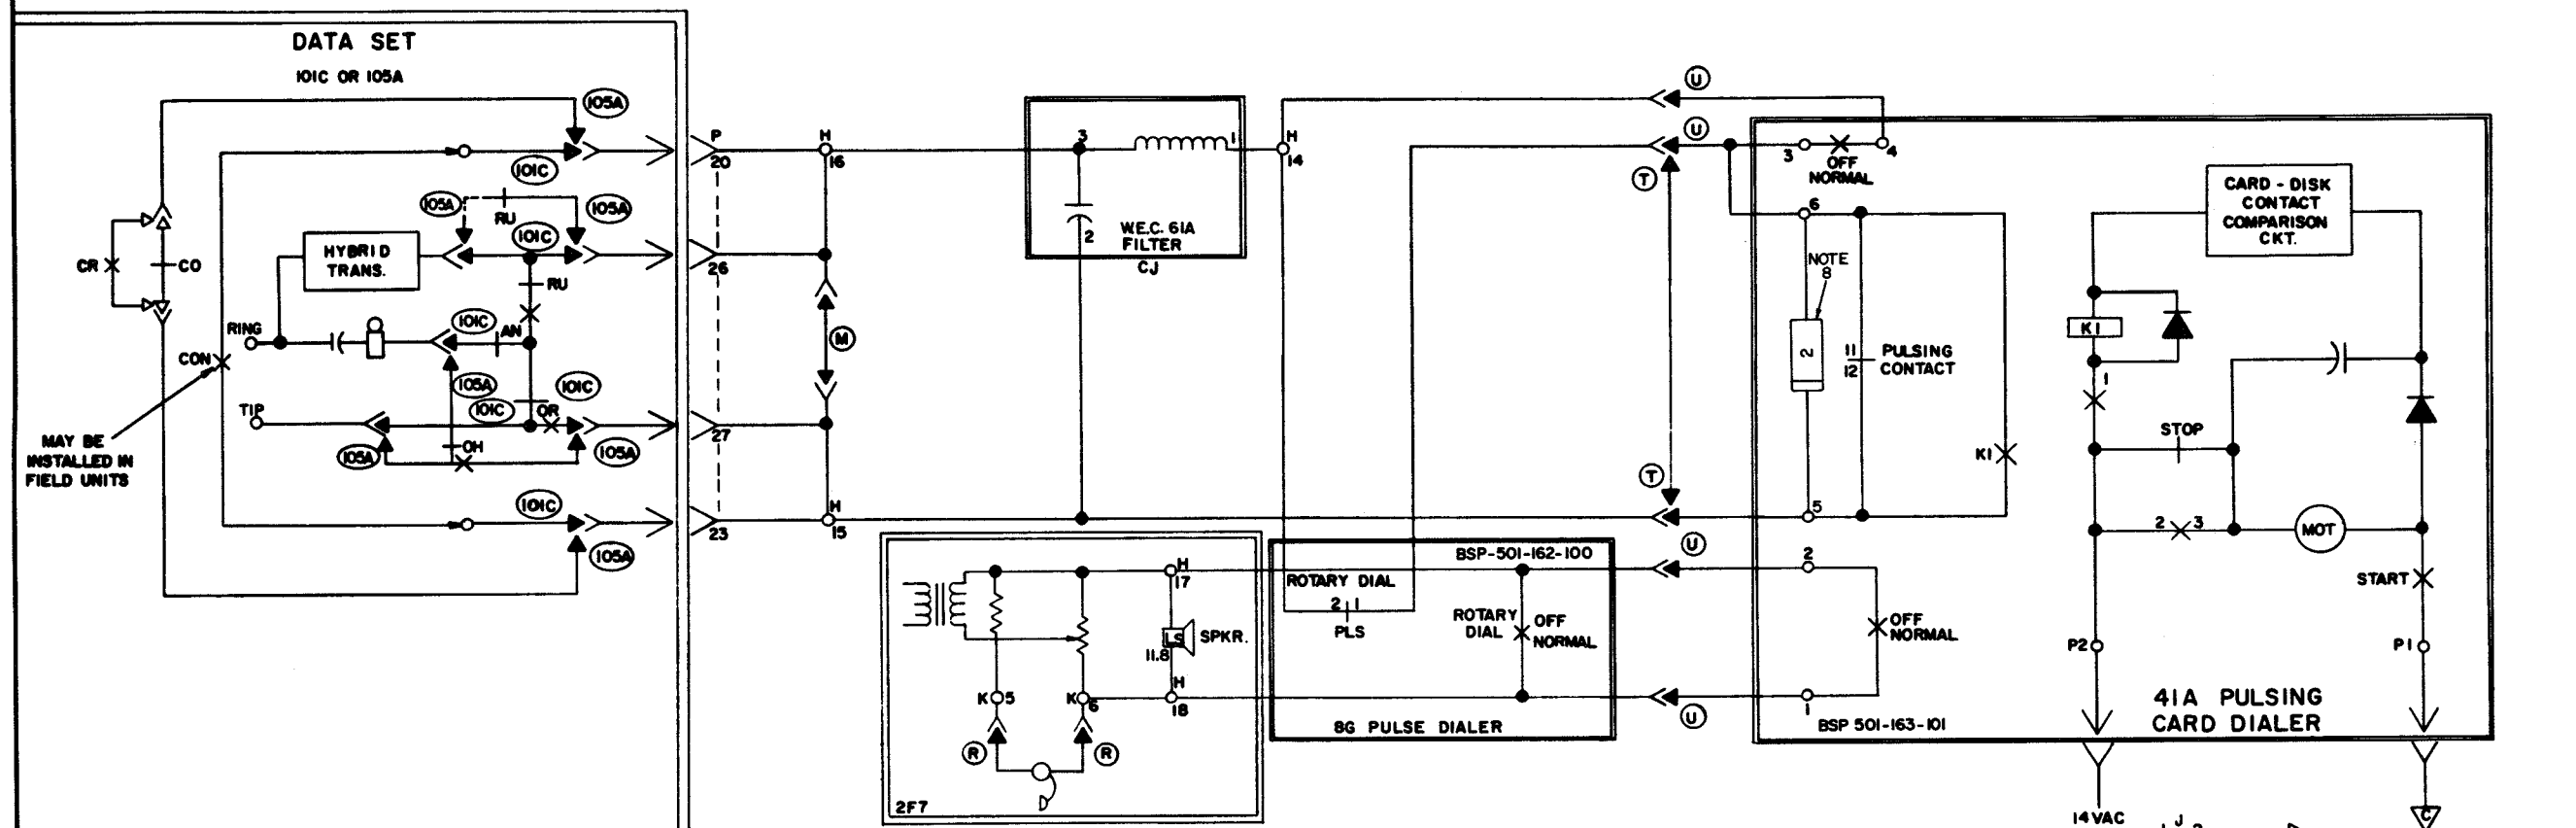 DATA SET
101C OR 105A
105A
101C
105A
RU
105A
101C
HYBRID
TRANS.
CR
CO
RU
RING
101C
AN
CON
105A
101C
101C
OR
TIP
OH
105A
105A
MAY BE
INSTALLED IN
FIELD UNITS
101C
105A
P
20
26
27
23
H
16
M
H
15
3
1
2
W.E.C. 61A
FILTER
CJ
H
14
U
U
T
T
U
U
3
4
OFF
NORMAL
6
NOTE
8
2
11
12
PULSING
CONTACT
K1
5
2
OFF
NORMAL
1
BSP 501-163-101
CARD - DISK
CONTACT
COMPARISON
CKT.
K1
1
STOP
2 3
MOT
START
P2
P1
41A PULSING
CARD DIALER
14VAC
J
C
H
17
LS
SPKR.
11.8
H
18
K 5
K 6
R
R
2F7
BSP-501-162-100
ROTARY DIAL
2 1
PLS
ROTARY
DIAL
OFF
NORMAL
8G PULSE DIALER